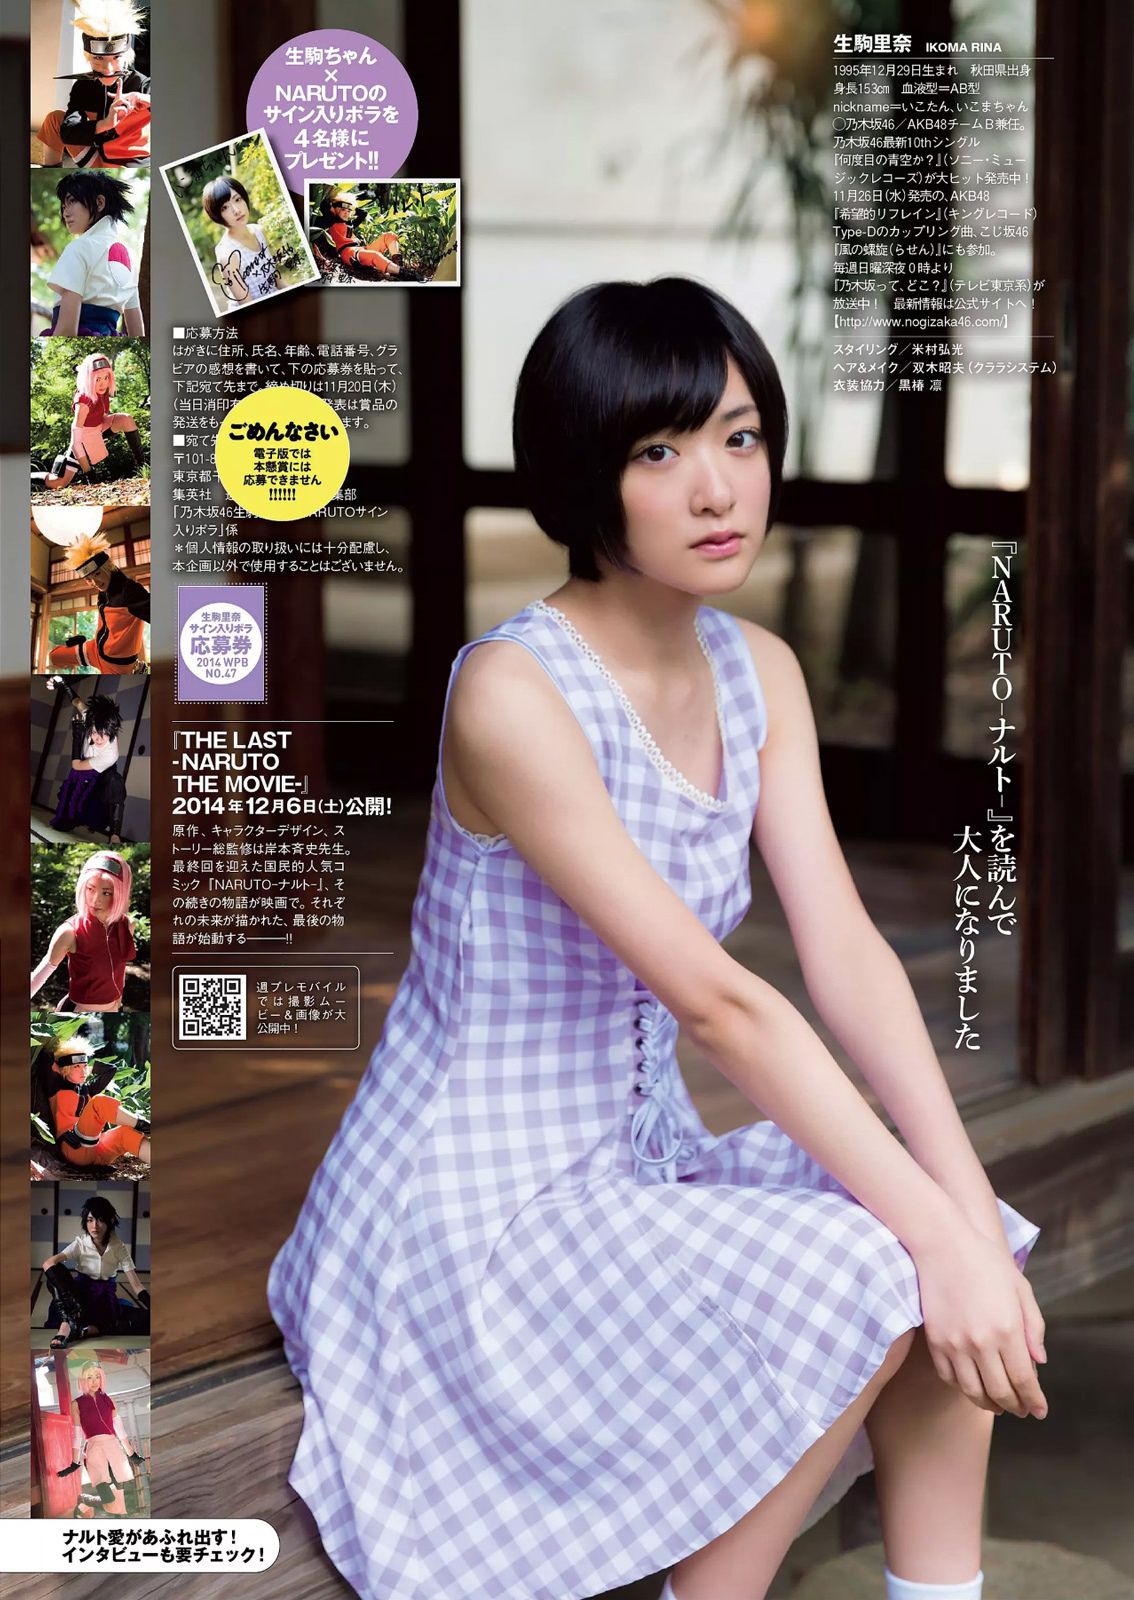 生駒ちゃん
×
NARUTOの
サイン入りポラを
4名様に
プレゼント!!
生駒里奈 IKOMA RINA
1995年12月29日生まれ 秋田県出身
身長153㎝ 血液型＝AB型
nickname＝いこたん、いこまちゃん
◯乃木坂46／AKB48チームB兼任。
乃木坂46最新10thシングル
『何度目の青空か？』（ソニー・ミュー
ジックレコーズ）が大ヒット発売中！
11月26日（水）発売の、AKB48
『希望的リフレイン』（キングレコード）
Type-Dのカップリング曲、こじ坂46
『風の螺旋（らせん）』にも参加。
毎週日曜深夜０時より
『乃木坂って、どこ？』（テレビ東京系）が
放送中！ 最新情報は公式サイトへ！
【http://www.nogizaka46.com/】
スタイリング／米村弘光
ヘア＆メイク／双木昭夫（クララシステム）
衣装協力／黒椿 凛
■応募方法
はがきに住所、氏名、年齢、電話番号、グラ
ビアの感想を書いて、下の応募券を貼って、
下記宛て先まで。締め切りは11月20日（木）
（当日消印有 発表は賞品の
発送をも ます。
■宛て先
〒101-8
東京都千
集英社 集部
「乃木坂46生駒 NARUTOサイン
入りポラ」係
＊個人情報の取り扱いには十分配慮し、
本企画以外で使用することはございません。
ごめんなさい
電子版では
本懸賞には
応募できません
!!!!!!
生駒里奈
サイン入りポラ
応募券
2014 WPB
NO.47
『THE LAST
-NARUTO
THE MOVIE-』
2014年12月6日（土）公開！
原作、キャラクターデザイン、ス
トーリー総監修は岸本斉史先生。
最終回を迎えた国民的人気コ
ミック『NARUTO-ナルト-』、そ
の続きの物語が映画で。それぞ
れの未来が描かれた、最後の物
語が始動する―――!!
週プレモバイル
では撮影ムー
ビー＆画像が大
公開中！
『NARUTO-ナルト-』を読んで
大人になりました
ナルト愛があふれ出す！
インタビューも要チェック！